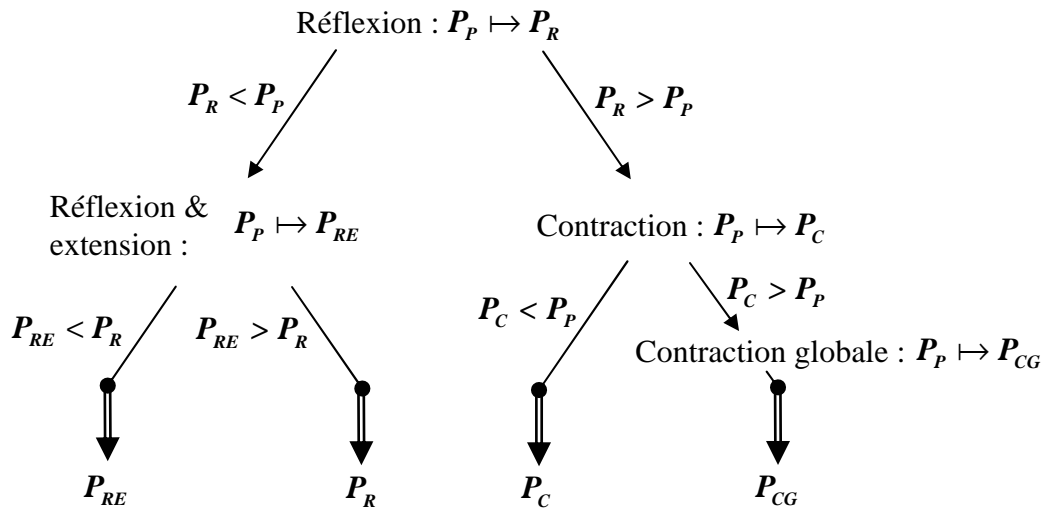 Réflexion : P_P ↦ P_R
P_R < P_P
P_R > P_P
Réflexion &
extension :
P_P ↦ P_RE
Contraction : P_P ↦ P_C
P_RE < P_R
P_RE > P_R
P_C < P_P
P_C > P_P
Contraction globale : P_P ↦ P_CG
P_RE
P_R
P_C
P_CG